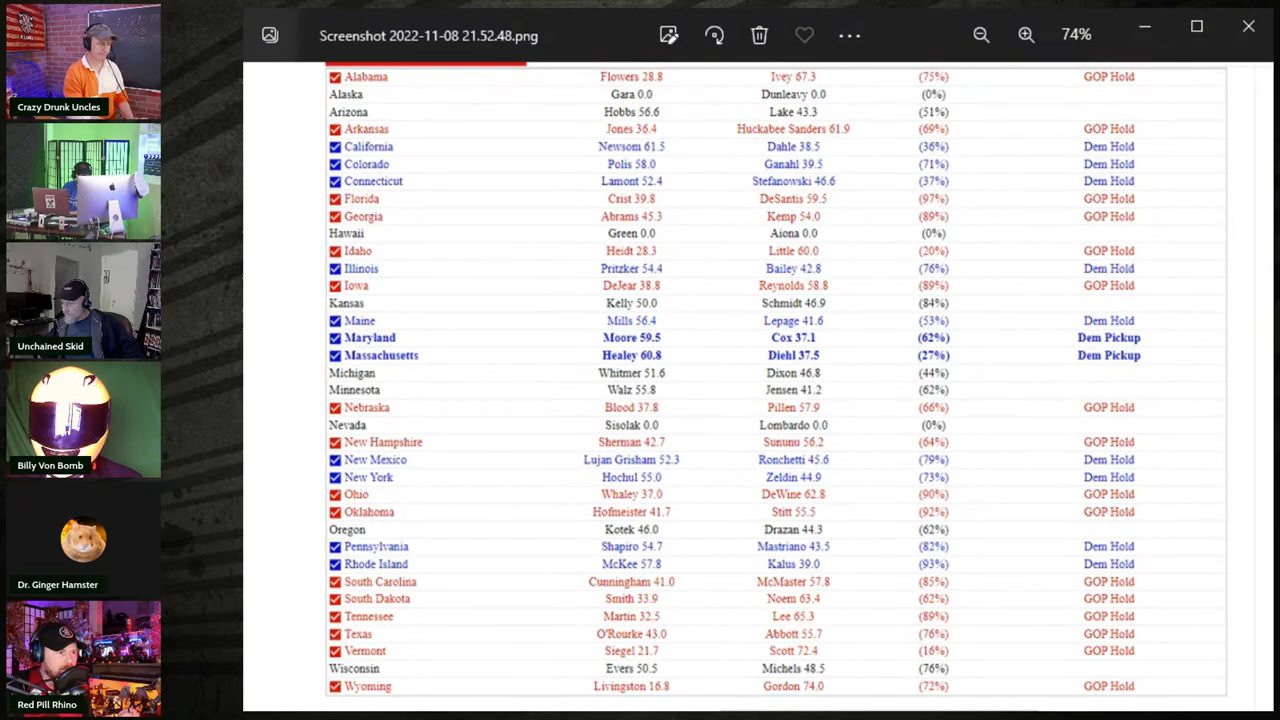 Screenshot 2022-11-08 21.52.48.png 74%
Alabama Flowers 28.8 Ivey 67.3 (75%) GOP Hold
Alaska Gara 0.0 Dunleavy 0.0 (0%)
Arizona Hobbs 56.6 Lake 43.3 (51%)
Arkansas Jones 36.4 Huckabee Sanders 61.9 (69%) GOP Hold
California Newsom 61.5 Dahle 38.5 (36%) Dem Hold
Colorado Polis 58.0 Ganahl 39.5 (71%) Dem Hold
Connecticut Lamont 52.4 Stefanowski 46.6 (37%) Dem Hold
Florida Crist 39.8 DeSantis 59.5 (97%) GOP Hold
Georgia Abrams 45.3 Kemp 54.0 (89%) GOP Hold
Hawaii Green 0.0 Aiona 0.0 (0%)
Idaho Heidt 28.3 Little 60.0 (20%) GOP Hold
Illinois Pritzker 54.4 Bailey 42.8 (76%) Dem Hold
Iowa DeJear 38.8 Reynolds 58.8 (89%) GOP Hold
Kansas Kelly 50.0 Schmidt 46.9 (84%)
Maine Mills 56.4 Lepage 41.6 (53%) Dem Hold
Maryland Moore 59.5 Cox 37.1 (62%) Dem Pickup
Massachusetts Healey 60.8 Diehl 37.5 (27%) Dem Pickup
Michigan Whitmer 51.6 Dixon 46.8 (44%)
Minnesota Walz 55.8 Jensen 41.2 (62%)
Nebraska Blood 37.8 Pillen 57.9 (66%) GOP Hold
Nevada Sisolak 0.0 Lombardo 0.0 (0%)
New Hampshire Sherman 42.7 Sununu 56.2 (64%) GOP Hold
New Mexico Lujan Grisham 52.3 Ronchetti 45.6 (79%) Dem Hold
New York Hochul 55.0 Zeldin 44.9 (73%) Dem Hold
Ohio Whaley 37.0 DeWine 62.8 (90%) GOP Hold
Oklahoma Hofmeister 41.7 Stitt 55.5 (92%) GOP Hold
Oregon Kotek 46.0 Drazan 44.3 (62%)
Pennsylvania Shapiro 54.7 Mastriano 43.5 (82%) Dem Hold
Rhode Island McKee 57.8 Kalus 39.0 (93%) Dem Hold
South Carolina Cunningham 41.0 McMaster 57.8 (85%) GOP Hold
South Dakota Smith 33.9 Noem 63.4 (62%) GOP Hold
Tennessee Martin 32.5 Lee 65.3 (89%) GOP Hold
Texas O'Rourke 43.0 Abbott 55.7 (76%) GOP Hold
Vermont Siegel 21.7 Scott 72.4 (16%) GOP Hold
Wisconsin Evers 50.5 Michels 48.5 (76%)
Wyoming Livingston 16.8 Gordon 74.0 (72%) GOP Hold
Crazy Drunk Uncles
Unchained Skid
Billy Von Bomb
Dr. Ginger Hamster
Red Pill Rhino